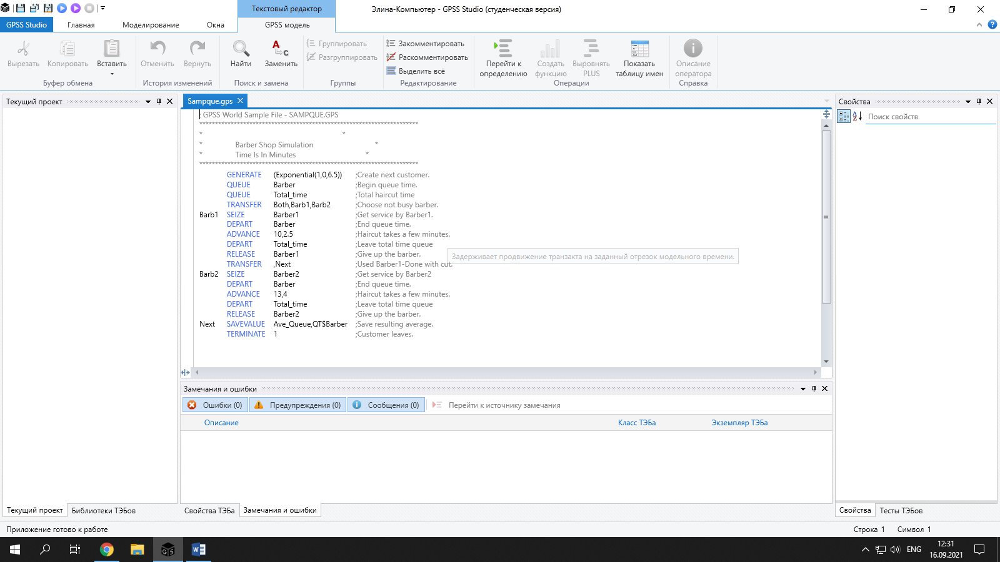 Текстовый редактор
Элина-Компьютер - GPSS Studio (студенческая версия)
GPSS Studio Главная Моделирование Окна GPSS модель
Вырезать Копировать Вставить
Буфер обмена
Отменить Вернуть
История изменений
Найти Заменить
Поиск и замена
Группировать
Разгруппировать
Группы
Закомментировать
Раскомментировать
Выделить всё
Редактирование
Перейти к определению
Создать функцию
Выровнять PLUS
Показать таблицу имен
Операции
Описание оператора
Справка
Текущий проект
Sampque.gps
; GPSS World Sample File - SAMPQUE.GPS
**********************************************************************
* *
* Barber Shop Simulation *
* Time Is In Minutes *
**********************************************************************
GENERATE (Exponential(1,0,6.5)) ;Create next customer.
QUEUE Barber ;Begin queue time.
QUEUE Total_time ;Total haircut time
TRANSFER Both,Barb1,Barb2 ;Choose not busy barber.
Barb1 SEIZE Barber1 ;Get service by Barber1.
DEPART Barber ;End queue time.
ADVANCE 10,2.5 ;Haircut takes a few minutes.
DEPART Total_time ;Leave total time queue
RELEASE Barber1 ;Give up the barber.
TRANSFER ,Next ;Used Barber1-Done with cut.
Barb2 SEIZE Barber2 ;Get service by Barber2
DEPART Barber ;End queue time.
ADVANCE 13,4 ;Haircut takes a few minutes.
DEPART Total_time ;Leave total time queue
RELEASE Barber2 ;Give up the barber.
Next SAVEVALUE Ave_Queue,QT$Barber ;Save resulting average.
TERMINATE 1 ;Customer leaves.
Задерживает продвижение транзакта на заданный отрезок модельного времени.
Свойства
Поиск свойств
Замечания и ошибки
Ошибки (0) Предупреждения (0) Сообщения (0) Перейти к источнику замечания
Описание Класс ТЭБа Экземпляр ТЭБа
Текущий проект Библиотеки ТЭБов
Свойства ТЭБа Замечания и ошибки
Свойства Тесты ТЭБов
Приложение готово к работе
Строка 1 Символ 1
ENG
12:31
16.09.2021